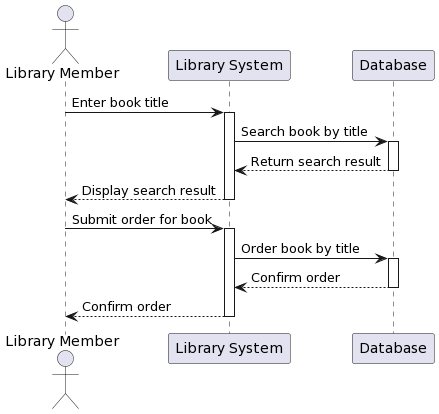 Library Member
Library System
Database
Enter book title
Search book by title
Return search result
Display search result
Submit order for book
Order book by title
Confirm order
Confirm order
Library Member
Library System
Database